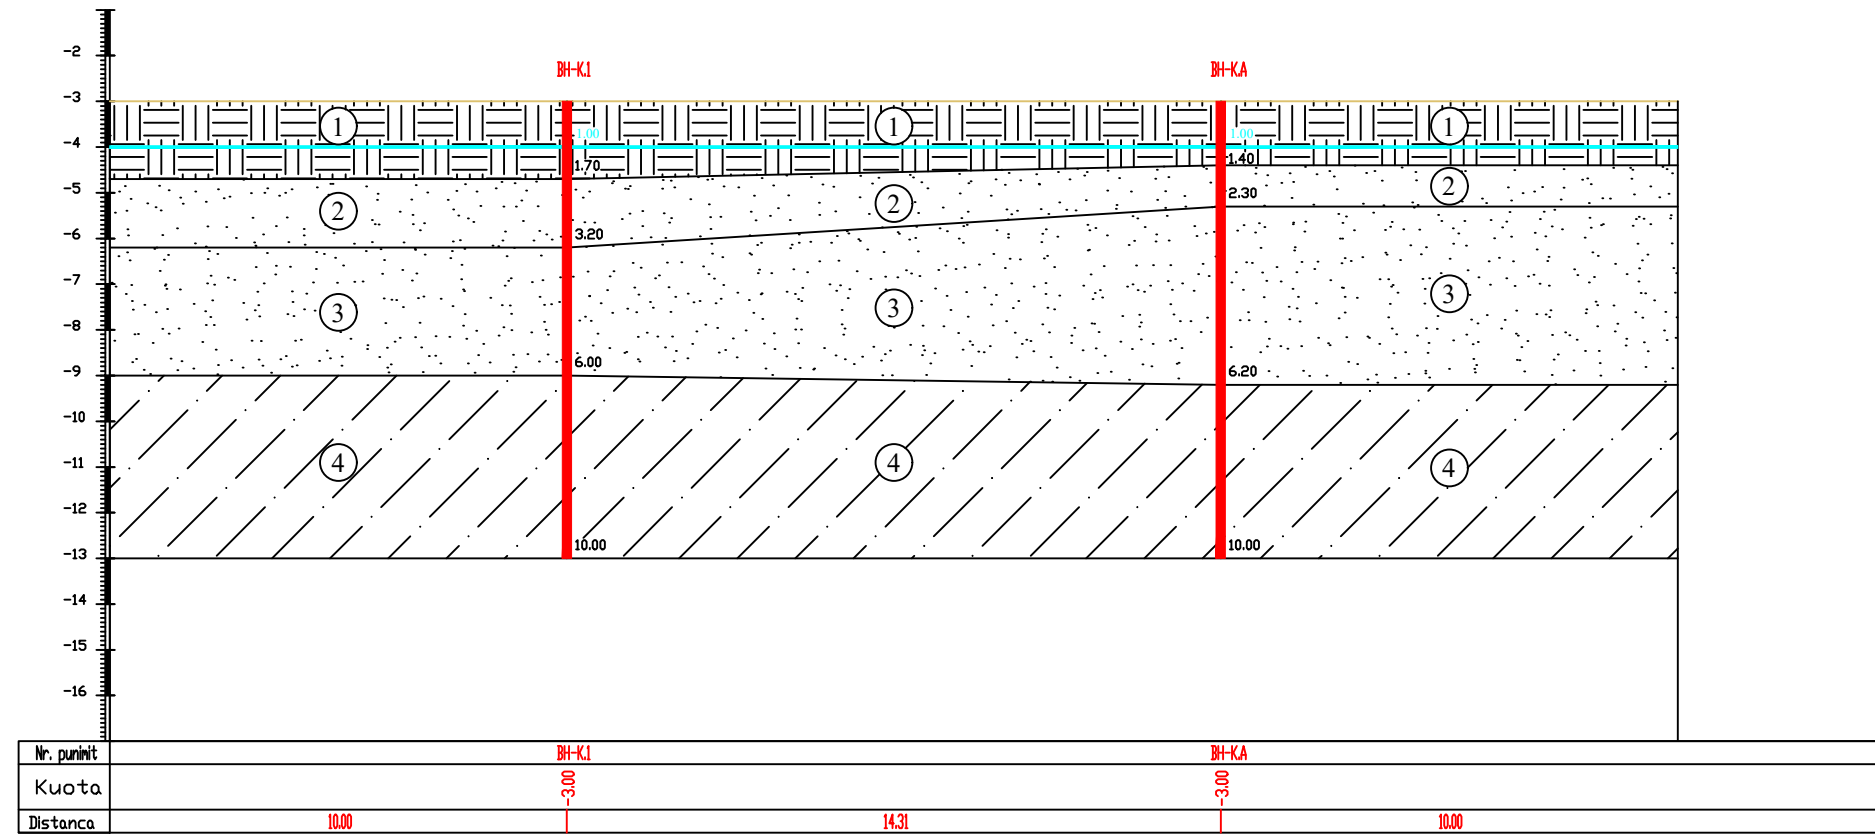 -2
BH-K.1 BH-K.A
-3
1 1 1
1.00 1.00
-4
1.70 1.40
-5
2 2 2
2.30
-6
3.20
-7
3 3 3
-8
6.00 6.20
-9
-10
4 4 4
-11
-12
10.00 10.00
-13
-14
-15
-16
Nr. punimit BH-K.1 BH-K.A
Kuota -3.00 -3.00
Distanca 10.00 14.31 10.00